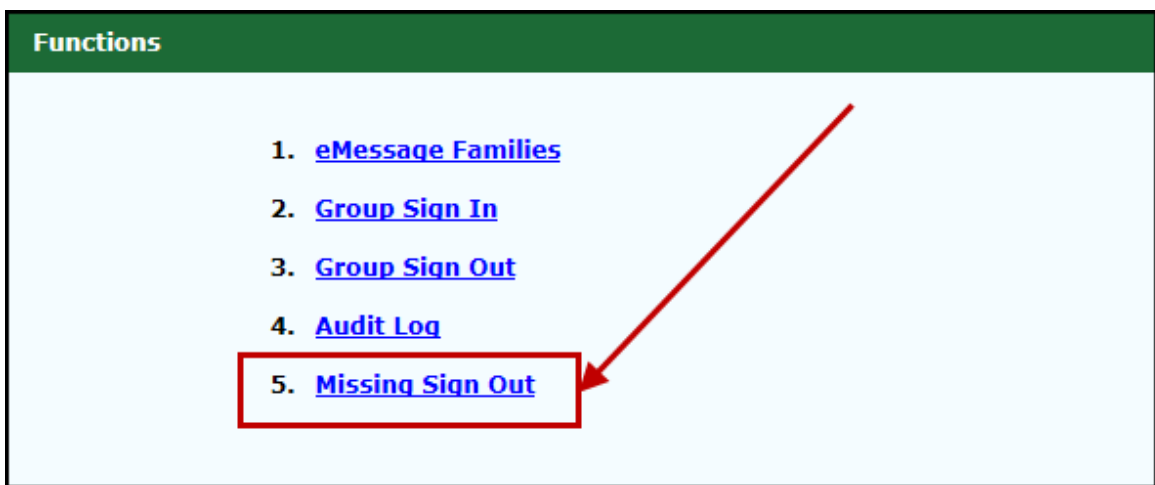 Functions
1. eMessage Families
2. Group Sign In
3. Group Sign Out
4. Audit Log
5. Missing Sign Out